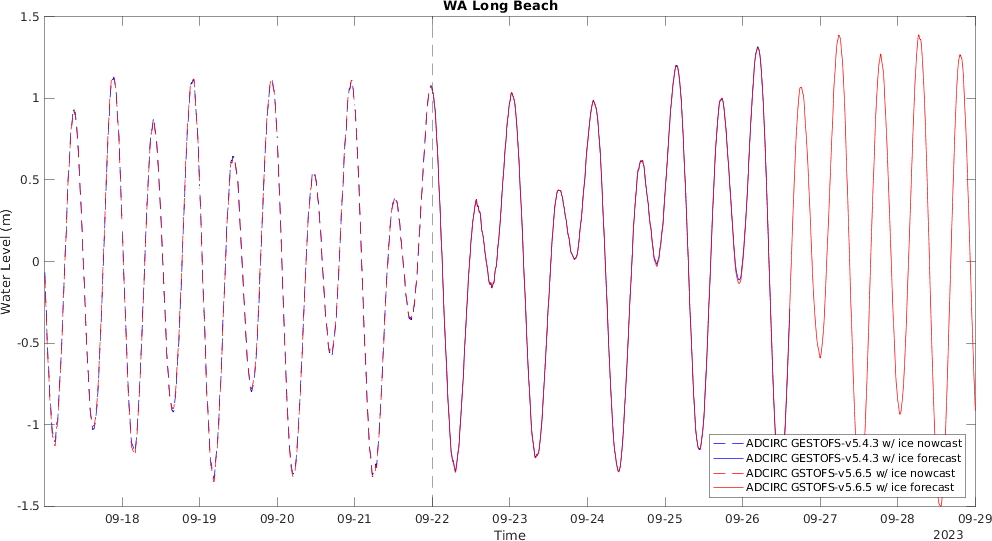 WA Long Beach
1.5
1
0.5
0
-0.5
-1
-1.5
Water Level (m)
09-18 09-19 09-20 09-21 09-22 09-23 09-24 09-25 09-26 09-27 09-28 09-29
Time
2023
ADCIRC GESTOFS-v5.4.3 w/ ice nowcast
ADCIRC GESTOFS-v5.4.3 w/ ice forecast
ADCIRC GSTOFS-v5.6.5 w/ ice nowcast
ADCIRC GSTOFS-v5.6.5 w/ ice forecast